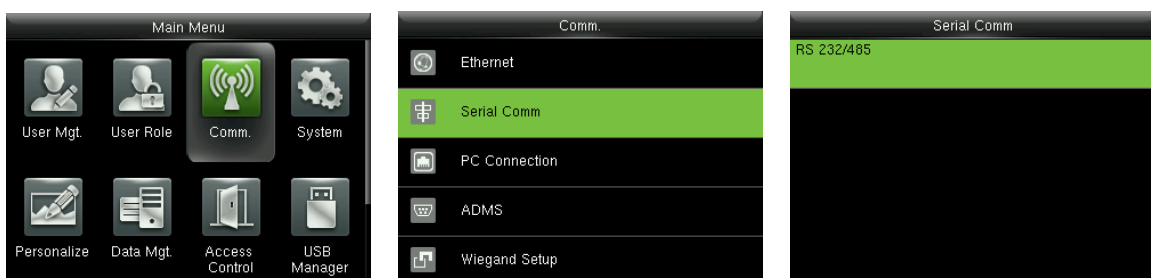 Main Menu
User Mgt.
User Role
Comm.
System
Personalize
Data Mgt.
Access
Control
USB
Manager
Comm.
Ethernet
Serial Comm
PC Connection
ADMS
Wiegand Setup
Serial Comm
RS 232/485